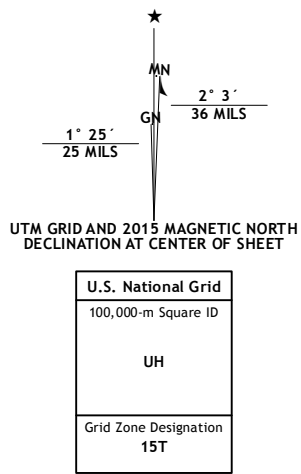 ★
MN
GN
2° 3´
36 MILS
1° 25´
25 MILS
UTM GRID AND 2015 MAGNETIC NORTH
DECLINATION AT CENTER OF SHEET
U.S. National Grid
100,000-m Square ID
UH
Grid Zone Designation
15T